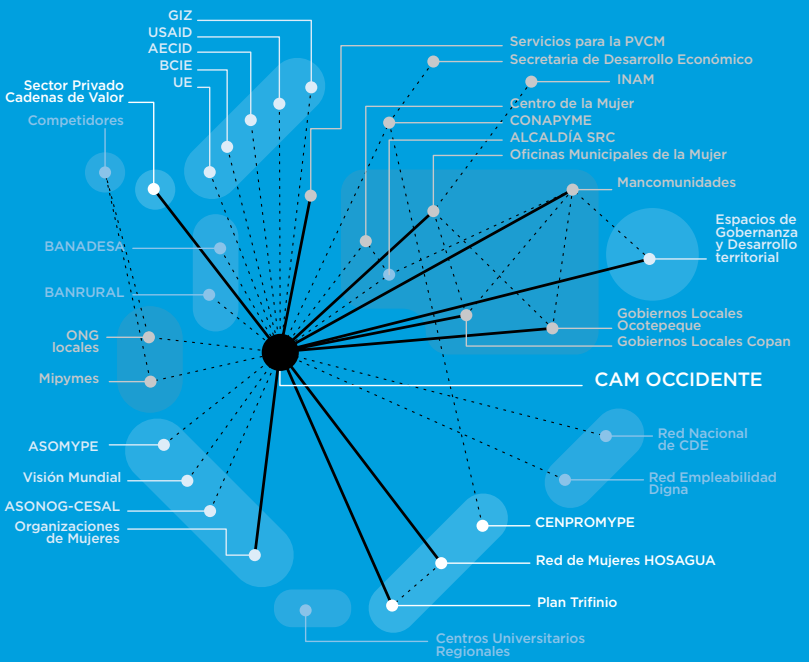 GIZ
USAID
AECID
BCIE
UE
Sector Privado
Cadenas de Valor
Competidores
Servicios para la PVCM
Secretaria de Desarrollo Económico
INAM
Centro de la Mujer
CONAPYME
ALCALDÍA SRC
Oficinas Municipales de la Mujer
Mancomunidades
Espacios de
Gobernanza
y Desarrollo
territorial
BANADESA
BANRURAL
ONG
locales
Mipymes
Gobiernos Locales
Ocotepeque
Gobiernos Locales Copan
CAM OCCIDENTE
ASOMYPE
Visión Mundial
ASONOG-CESAL
Organizaciones
de Mujeres
Red Nacional
de CDE
Red Empleabilidad
Digna
CENPROMYPE
Red de Mujeres HOSAGUA
Plan Trifinio
Centros Universitarios
Regionales